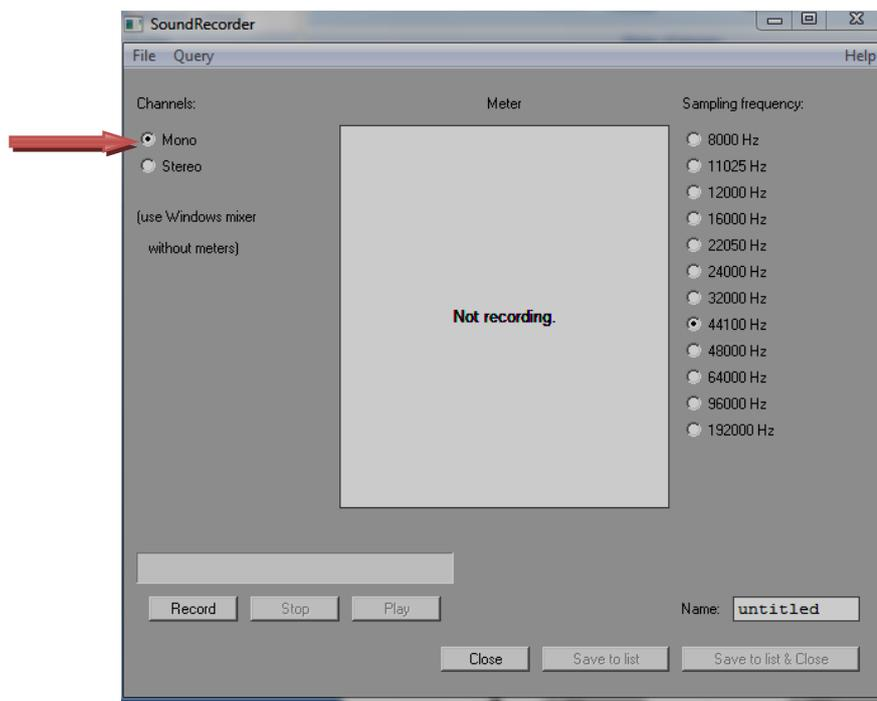 SoundRecorder
File Query Help
Channels:
Mono
Stereo
(use Windows mixer
without meters)
Meter
Not recording.
Sampling frequency:
8000 Hz
11025 Hz
12000 Hz
16000 Hz
22050 Hz
24000 Hz
32000 Hz
44100 Hz
48000 Hz
64000 Hz
96000 Hz
192000 Hz
Record Stop Play
Name: untitled
Close Save to list Save to list & Close